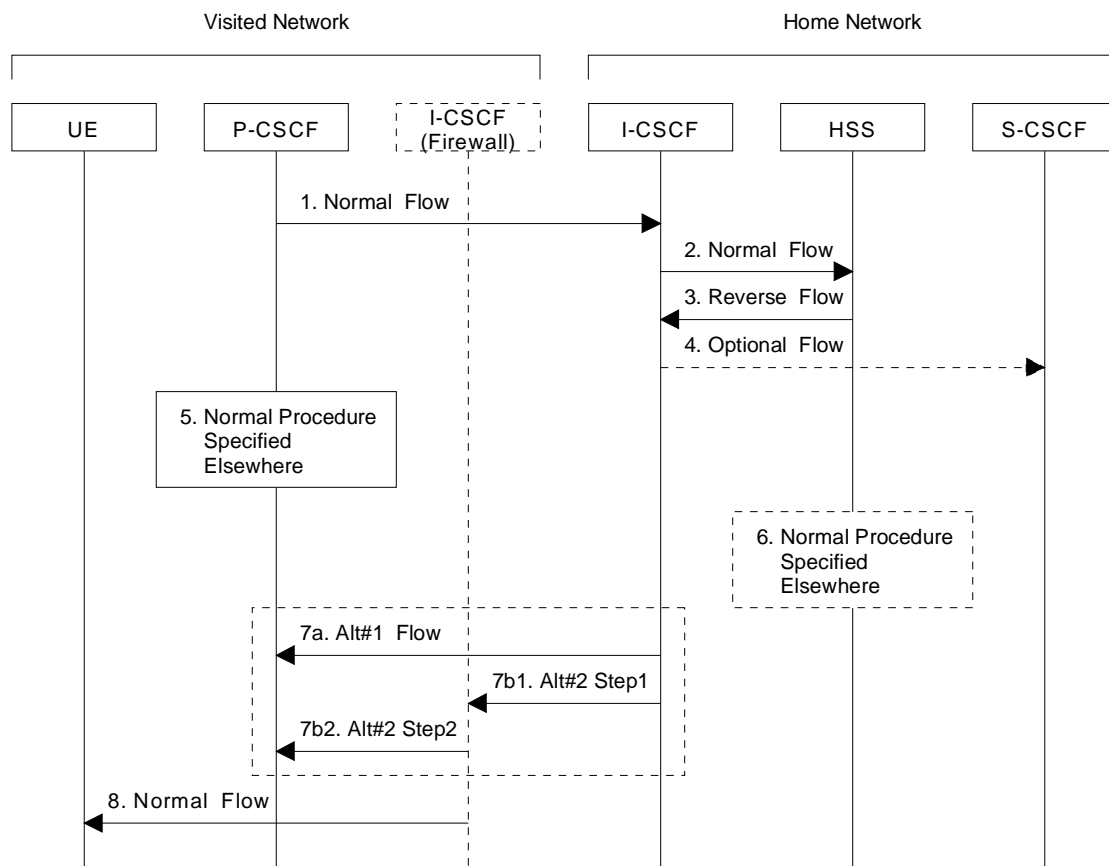 Visited Network
Home Network
UE
P-CSCF
I-CSCF
(Firewall)
I-CSCF
HSS
S-CSCF
1. Normal Flow
2. Normal Flow
3. Reverse Flow
4. Optional Flow
5. Normal Procedure
Specified
Elsewhere
6. Normal Procedure
Specified
Elsewhere
7a. Alt#1 Flow
7b1. Alt#2 Step1
7b2. Alt#2 Step2
8. Normal Flow